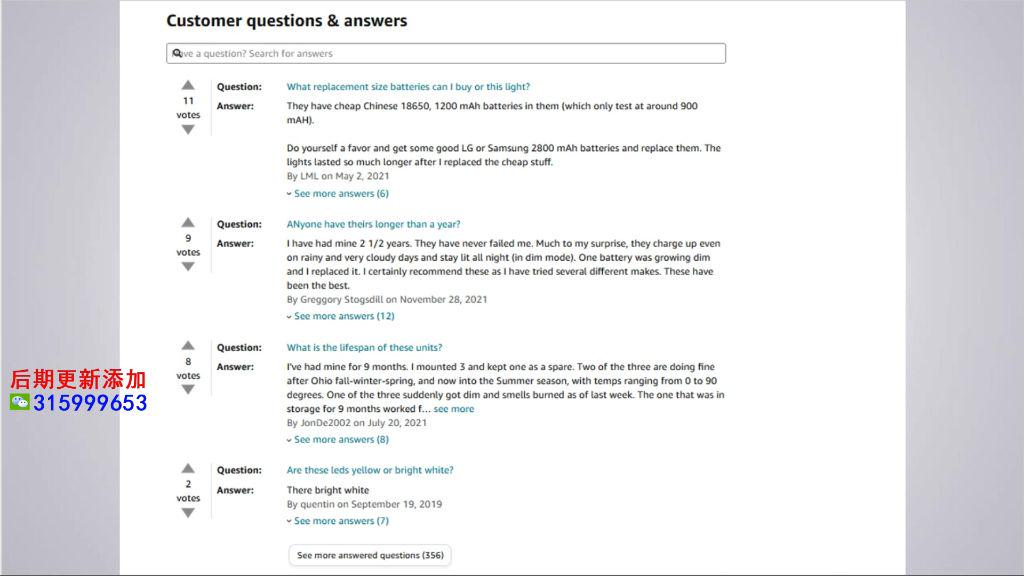 Customer questions & answers
ve a question? Search for answers
11
votes
Question: What replacement size batteries can I buy or this light?
Answer: They have cheap Chinese 18650, 1200 mAh batteries in them (which only test at around 900
mAH).
Do yourself a favor and get some good LG or Samsung 2800 mAh batteries and replace them. The
lights lasted so much longer after I replaced the cheap stuff.
By LML on May 2, 2021
See more answers (6)
9
votes
Question: ANyone have theirs longer than a year?
Answer: I have had mine 2 1/2 years. They have never failed me. Much to my surprise, they charge up even
on rainy and very cloudy days and stay lit all night (in dim mode). One battery was growing dim
and I replaced it. I certainly recommend these as I have tried several different makes. These have
been the best.
By Greggory Stogsdill on November 28, 2021
See more answers (12)
8
votes
Question: What is the lifespan of these units?
Answer: I've had mine for 9 months. I mounted 3 and kept one as a spare. Two of the three are doing fine
after Ohio fall-winter-spring, and now into the Summer season, with temps ranging from 0 to 90
degrees. One of the three suddenly got dim and smells burned as of last week. The one that was in
storage for 9 months worked f... see more
By JonDe2002 on July 20, 2021
See more answers (8)
2
votes
Question: Are these leds yellow or bright white?
Answer: There bright white
By quentin on September 19, 2019
See more answers (7)
See more answered questions (356)
后期更新添加
315999653